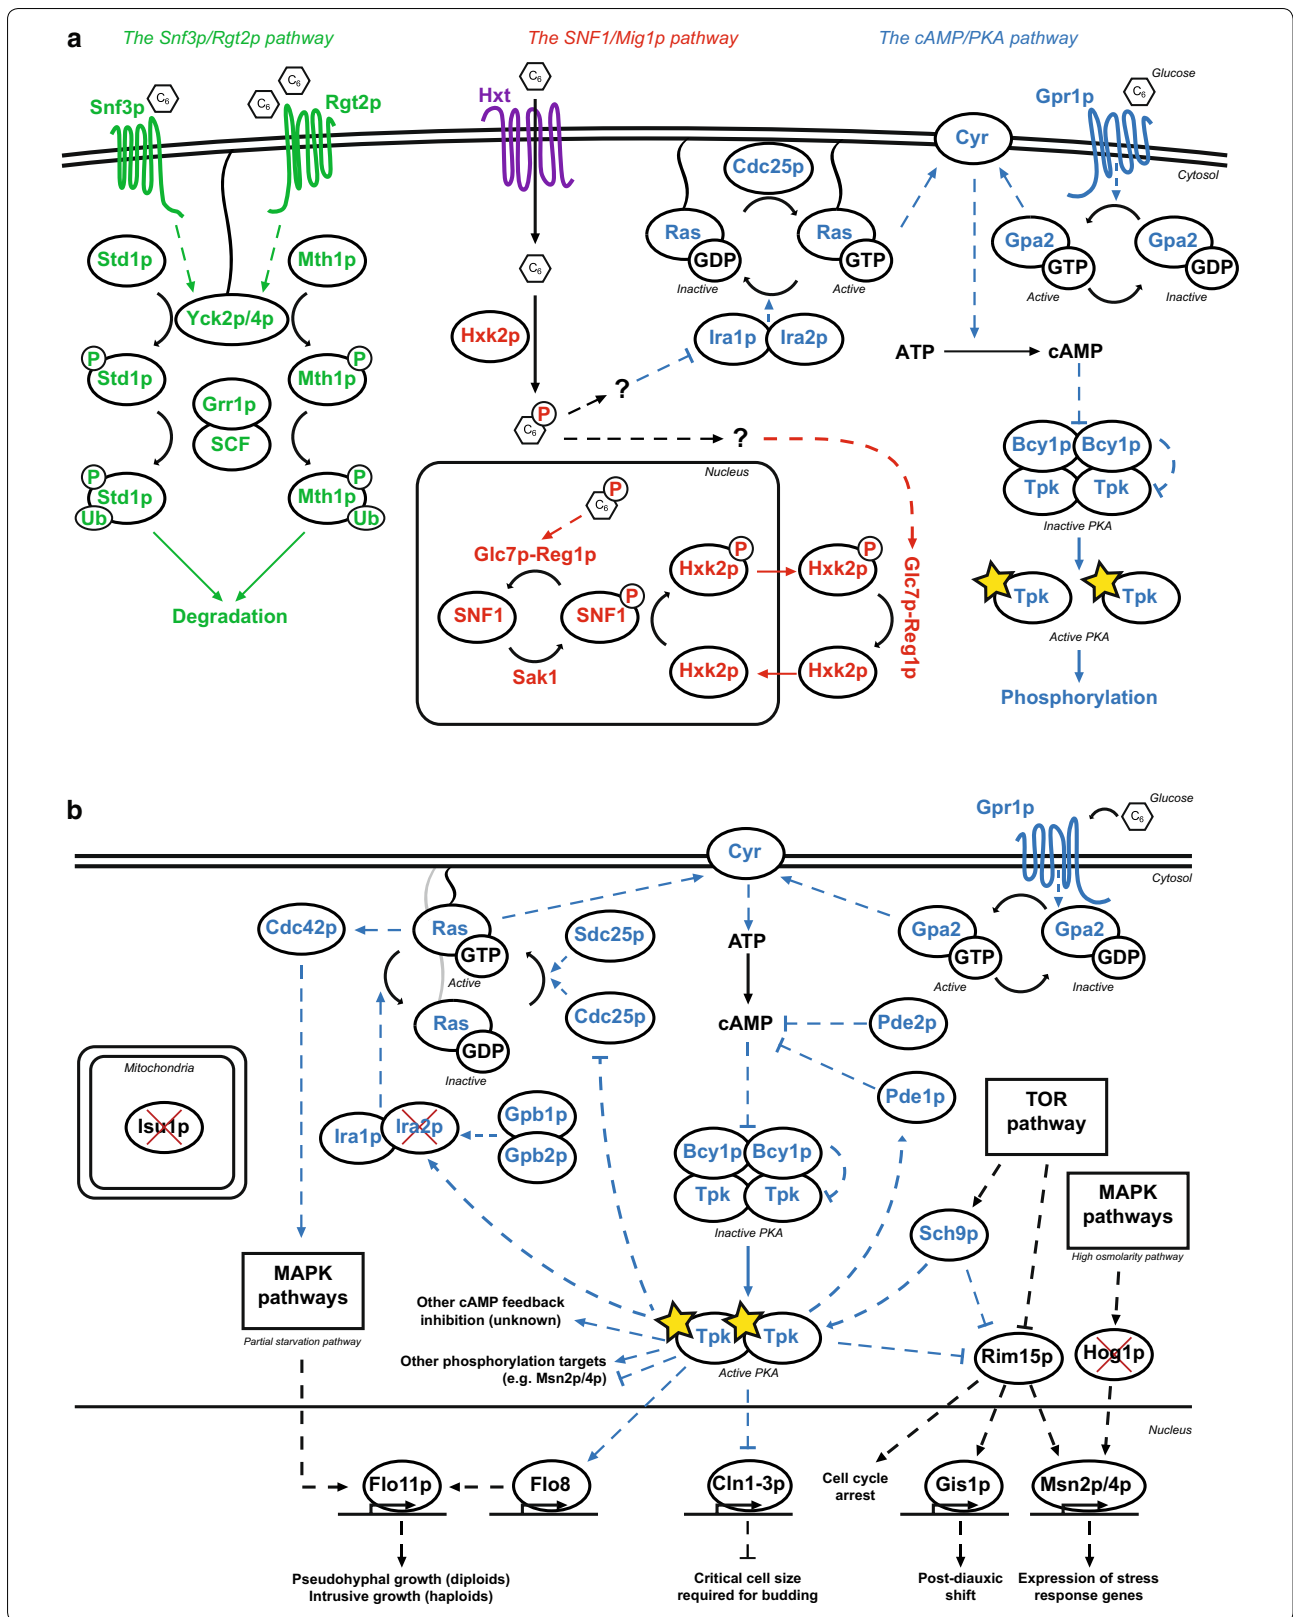 a
The Snf3p/Rgt2p pathway
The SNF1/Mig1p pathway
The cAMP/PKA pathway
Snf3p
C6
C6
C6
Rgt2p
Hxt
C6
Gpr1p
C6
Glucose
Cytosol
Cyr
Cdc25p
Std1p
Mth1p
Yck2p/4p
C6
Ras
GDP
Inactive
Ras
GTP
Active
Gpa2
GTP
Active
Gpa2
GDP
Inactive
Hxk2p
Ira1p
Ira2p
ATP
cAMP
P
Std1p
P
Mth1p
Grr1p
SCF
C6
P
?
?
Bcy1p
Bcy1p
Tpk
Tpk
Inactive PKA
P
Std1p
Ub
P
Mth1p
Ub
Degradation
Nucleus
C6
P
Glc7p-Reg1p
SNF1
SNF1
P
Sak1
Hxk2p
P
Hxk2p
P
Hxk2p
Hxk2p
Glc7p-Reg1p
Tpk
Tpk
Active PKA
Phosphorylation
b
Gpr1p
C6
Glucose
Cytosol
Cyr
Cdc42p
Ras
GTP
Active
Sdc25p
ATP
Gpa2
GTP
Active
Gpa2
GDP
Inactive
Ras
GDP
Inactive
Cdc25p
cAMP
Pde2p
Pde1p
Mitochondria
Isu1p
Ira1p
Ira2p
Gpb1p
Gpb2p
Bcy1p
Bcy1p
Tpk
Tpk
Inactive PKA
TOR
pathway
MAPK
pathways
High osmolarity pathway
Sch9p
MAPK
pathways
Partial starvation pathway
Other cAMP feedback
inhibition (unknown)
Other phosphorylation targets
(e.g. Msn2p/4p)
Tpk
Tpk
Active PKA
Rim15p
Hog1p
Nucleus
Flo11p
Flo8
Cln1-3p
Cell cycle
arrest
Gis1p
Msn2p/4p
Pseudohyphal growth (diploids)
Intrusive growth (haploids)
Critical cell size
required for budding
Post-diauxic
shift
Expression of stress
response genes